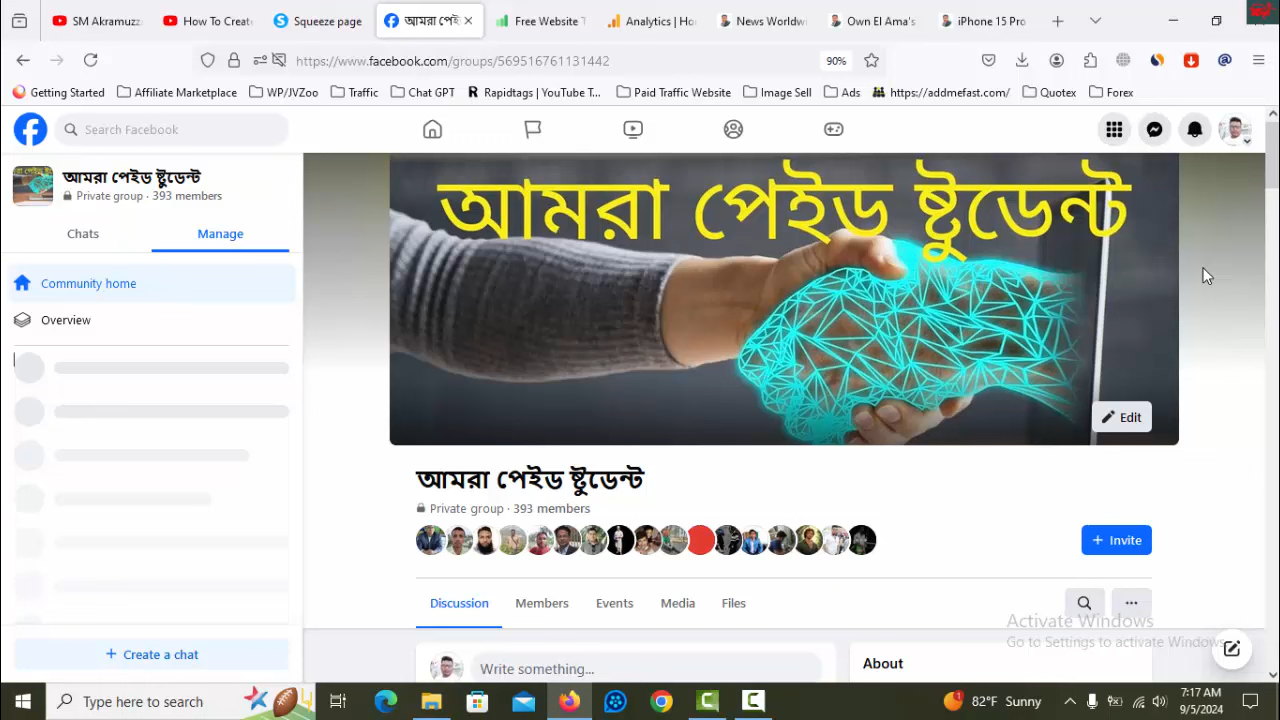 SM Akramuzz
How To Create
Squeeze page
আমরা পেইড
Free Website T
Analytics | Ho
News Worldw
Own El Ama's
iPhone 15 Pro
https://www.facebook.com/groups/569516761131442
90%
Getting Started
Affiliate Marketplace
WP/JVZoo
Traffic
Chat GPT
Rapidtags | YouTube T...
Paid Traffic Website
Image Sell
Ads
https://addmefast.com/
Quotex
Forex
Search Facebook
আমরা পেইড ষ্টুডেন্ট
Private group · 393 members
Chats
Manage
Community home
Overview
Create a chat
আমরা পেইড ষ্টুডেন্ট
Edit
আমরা পেইড ষ্টুডেন্ট
Private group · 393 members
+ Invite
Discussion
Members
Events
Media
Files
Activate Windows
Go to Settings to activate Windows.
Write something...
About
Type here to search
1
82°F Sunny
7:17 AM
9/5/2024